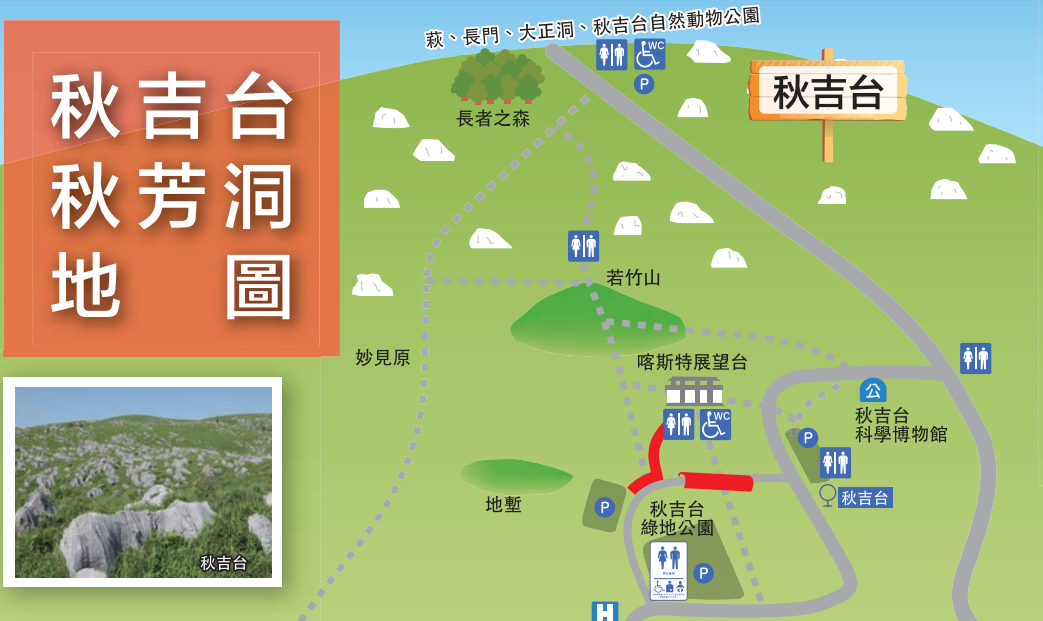 秋吉台
秋芳洞
地圖
萩、長門、大正洞、秋吉台自然動物公園
WC
P
秋吉台
長者之森
若竹山
妙見原
喀斯特展望台
WC
公
秋吉台
科學博物館
P
秋吉台
地塹
P
秋吉台
綠地公園
P
H
秋吉台